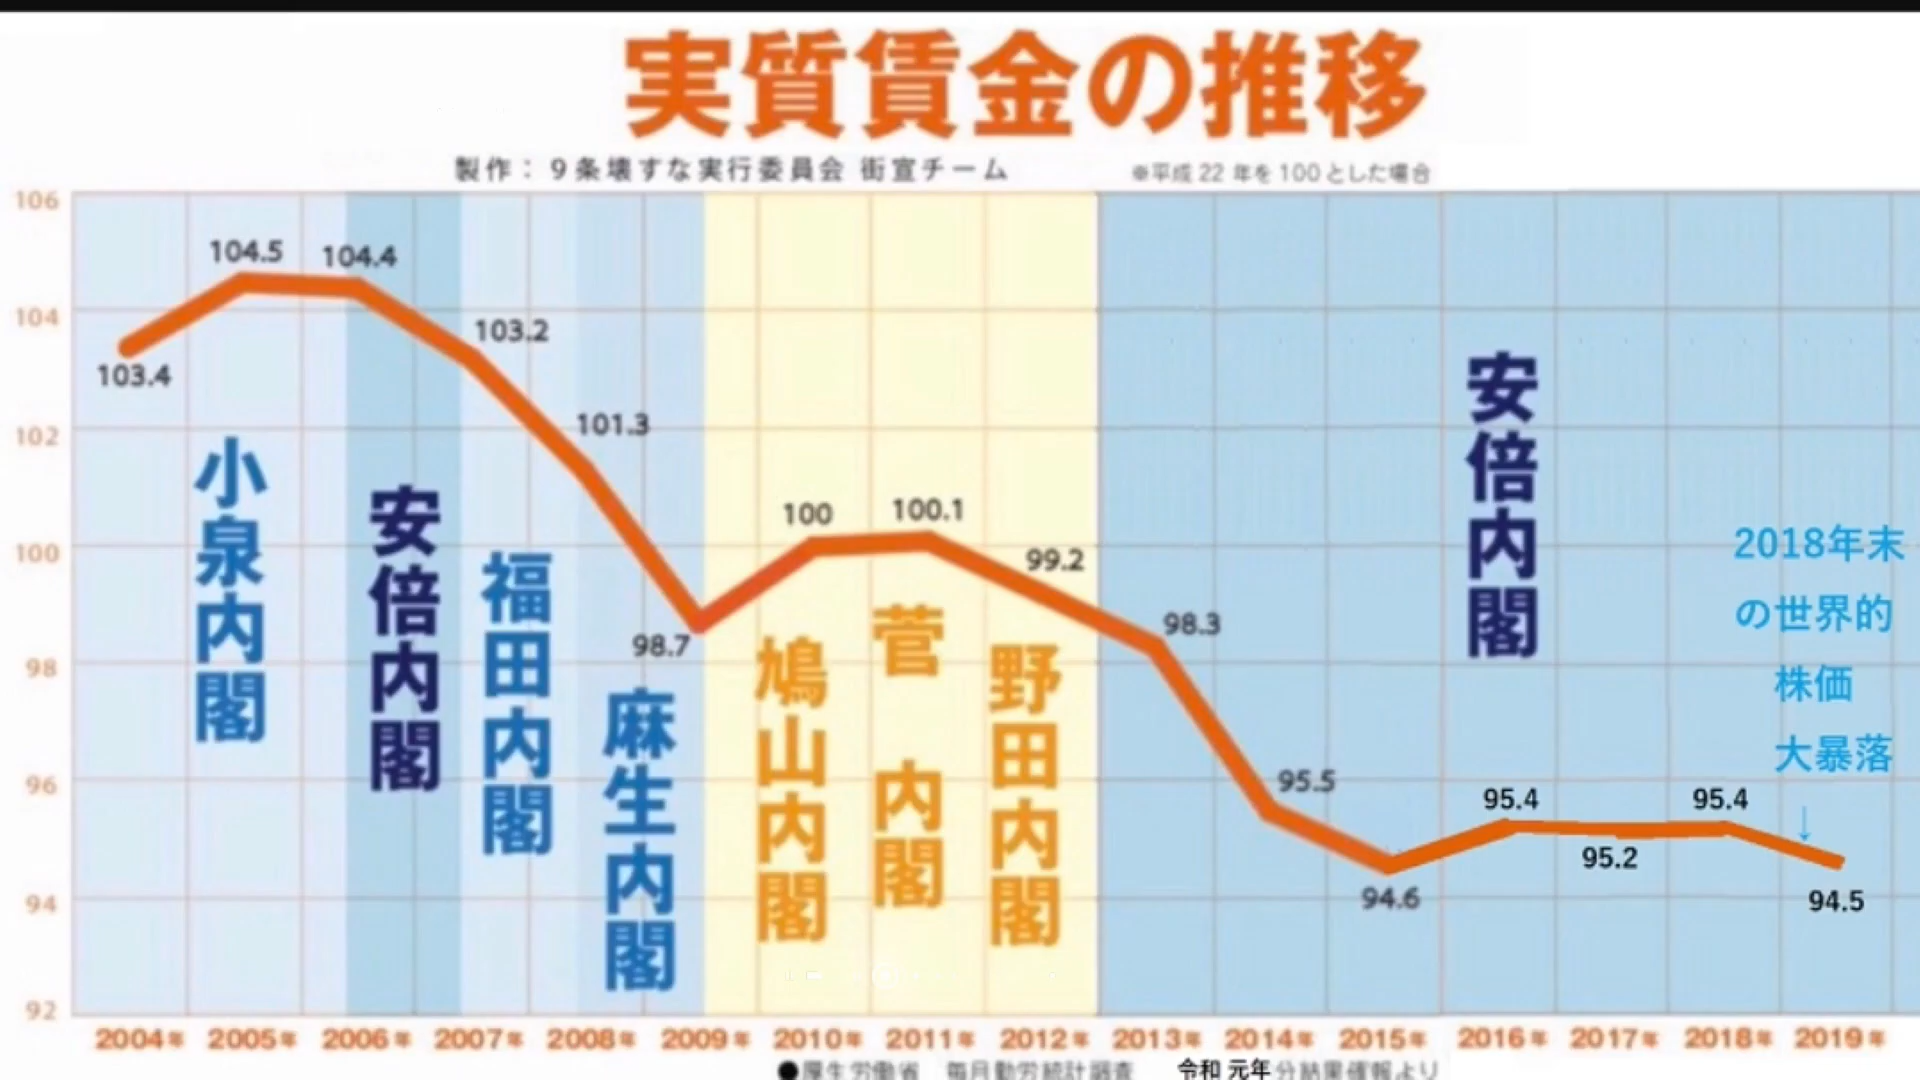 実質賃金の推移
製作：９条壊すな実行委員会 街宣チーム
※平成22年を100とした場合
106
104
102
100
98
96
94
92
103.4
104.5
104.4
103.2
101.3
98.7
100
100.1
99.2
98.3
95.5
94.6
95.4
95.2
95.4
94.5
小泉内閣
安倍内閣
福田内閣
麻生内閣
鳩山内閣
菅 内閣
野田内閣
安倍内閣
2018年末
の世界的
株価
大暴落
↓
2004年 2005年 2006年 2007年 2008年 2009年 2010年 2011年 2012年 2013年 2014年 2015年 2016年 2017年 2018年 2019年
●厚生労働省 毎月勤労統計調査 令和 元年分結果確報より